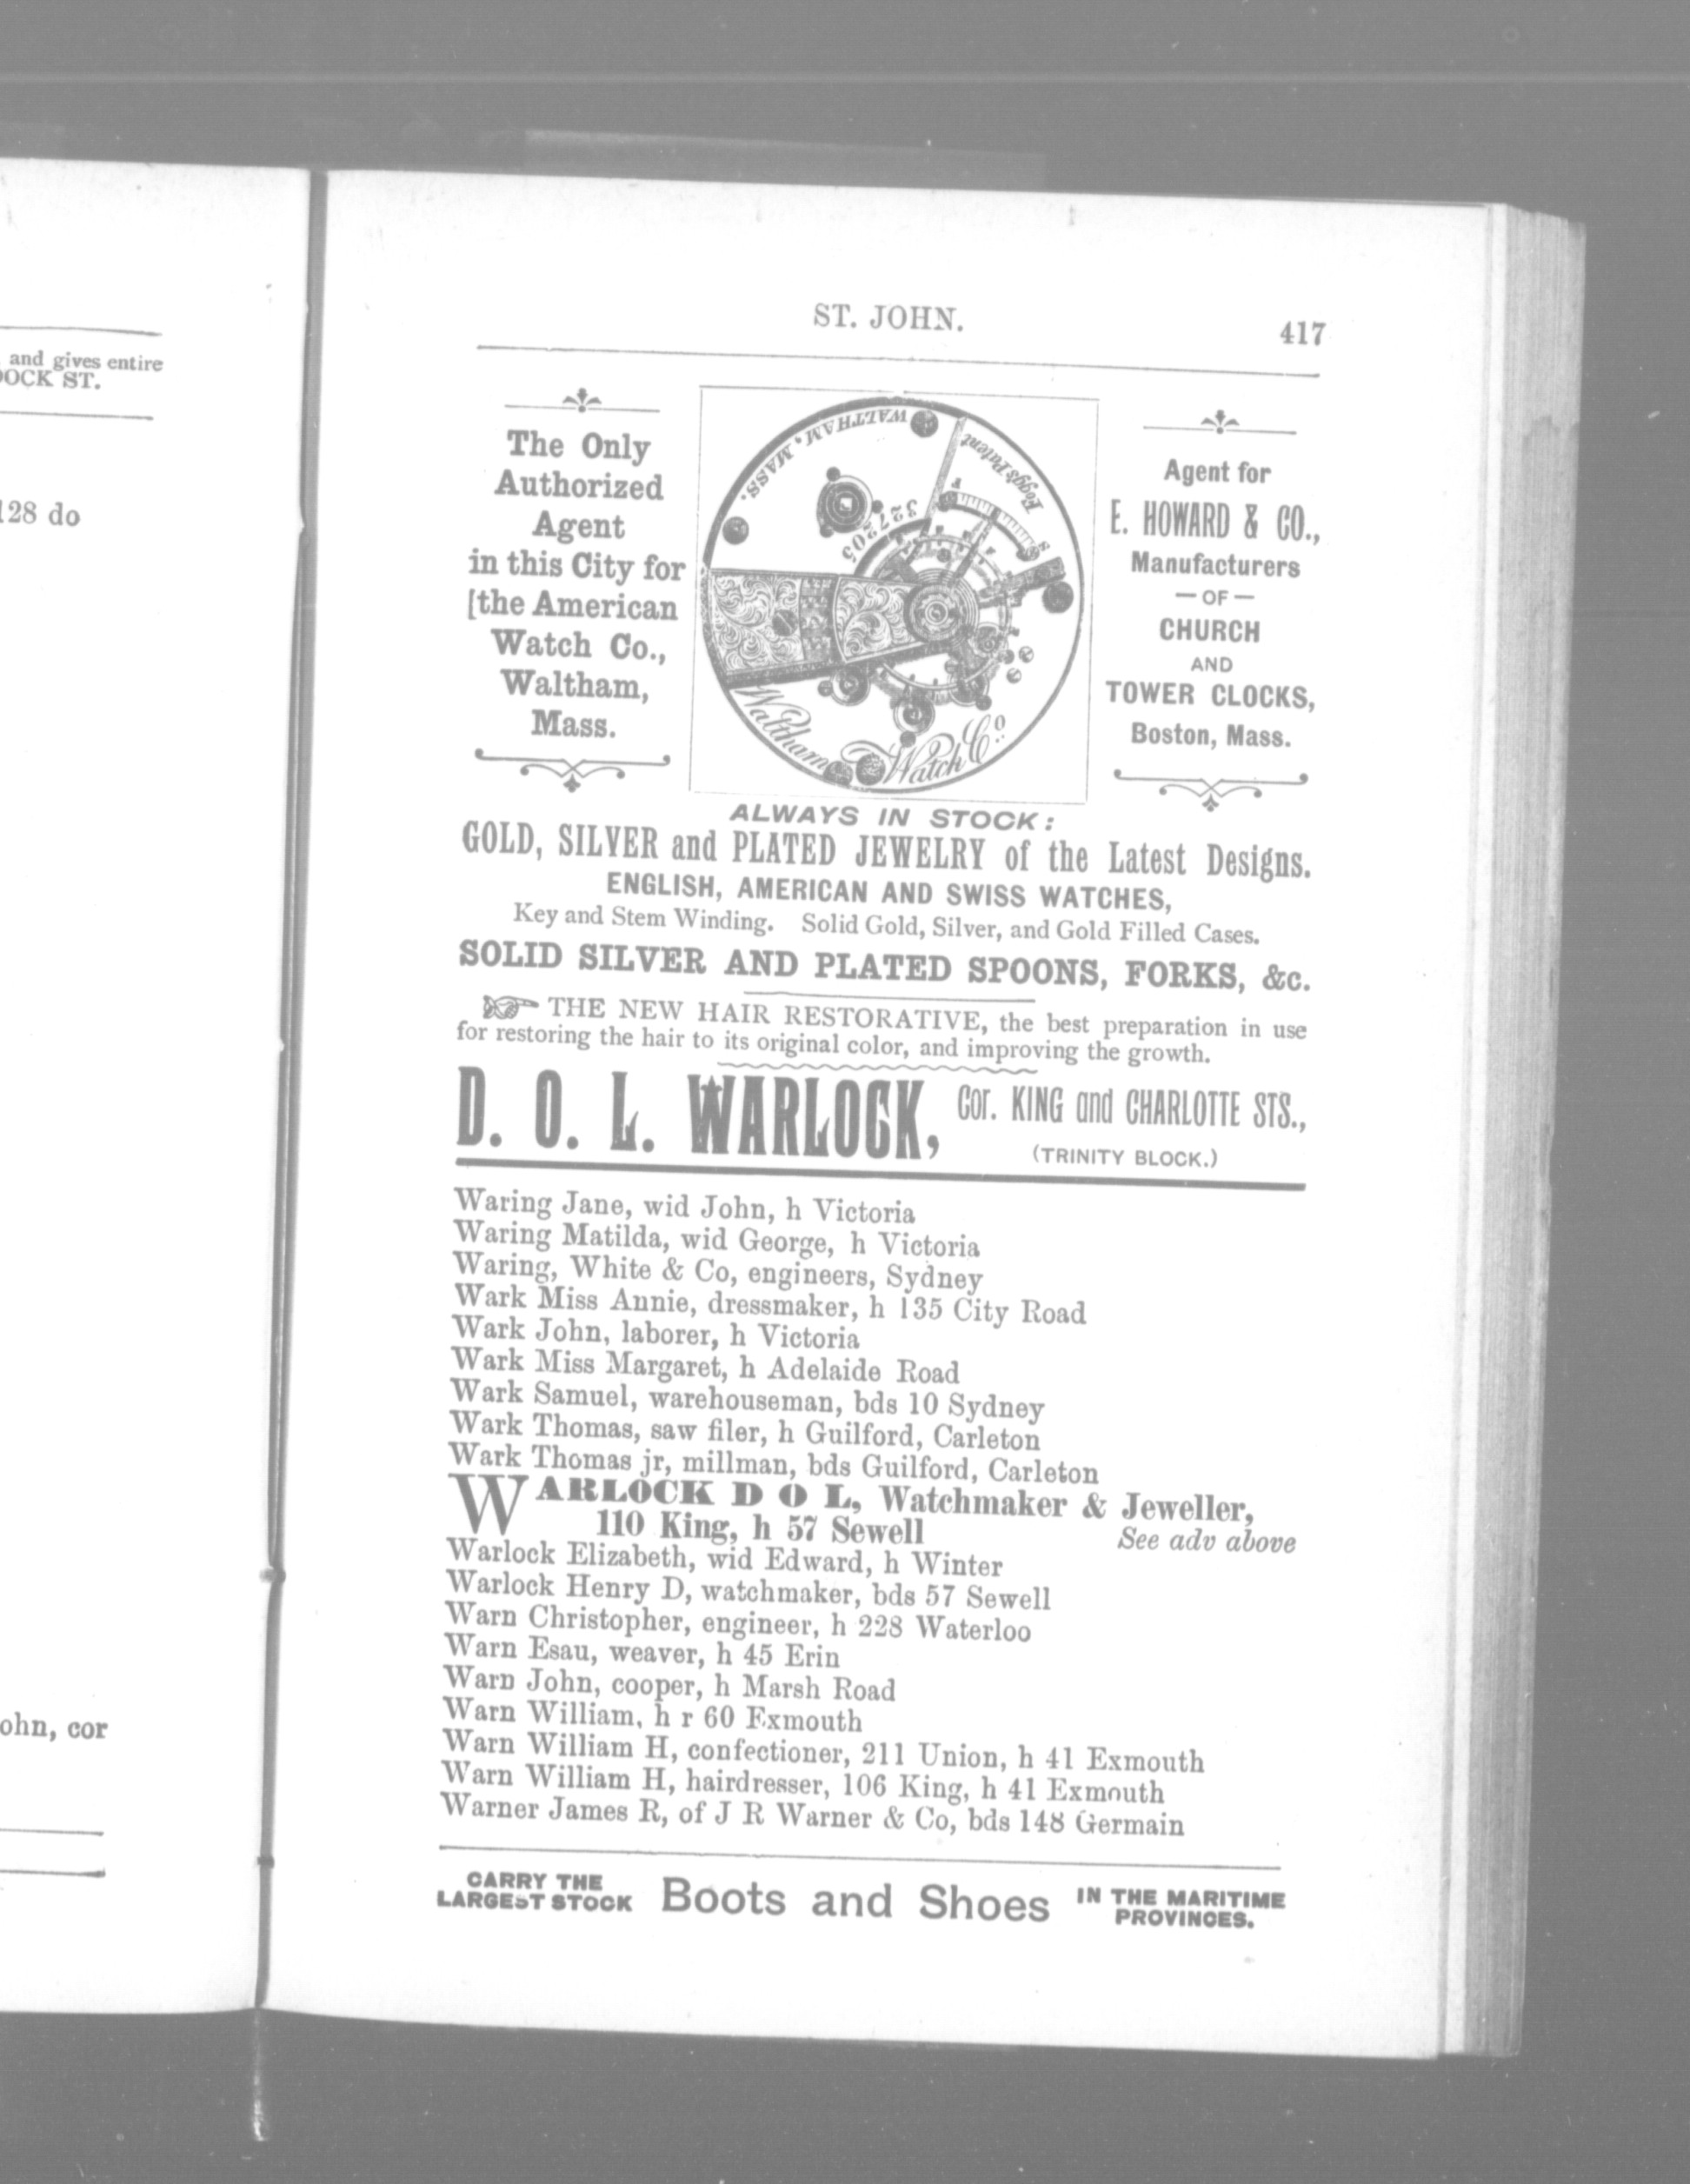 and gives entire
DOCK ST.
128 do
ohn, cor
ST. JOHN.
417
The Only
Authorized
Agent
in this City for
[the American
Watch Co.,
Waltham,
Mass.
WALTHAM, MASS.
Foggs Patent
3272205
F
S
Waltham Watch Co.
Agent for
E. HOWARD & CO.,
Manufacturers
— OF —
CHURCH
AND
TOWER CLOCKS,
Boston, Mass.
ALWAYS IN STOCK:
GOLD, SILVER and PLATED JEWELRY of the Latest Designs.
ENGLISH, AMERICAN AND SWISS WATCHES,
Key and Stem Winding. Solid Gold, Silver, and Gold Filled Cases.
SOLID SILVER AND PLATED SPOONS, FORKS, &c.
THE NEW HAIR RESTORATIVE, the best preparation in use
for restoring the hair to its original color, and improving the growth.
D. O. L. WARLOCK, Cor. KING and CHARLOTTE STS.,
(TRINITY BLOCK.)
Waring Jane, wid John, h Victoria
Waring Matilda, wid George, h Victoria
Waring, White & Co, engineers, Sydney
Wark Miss Annie, dressmaker, h 135 City Road
Wark John, laborer, h Victoria
Wark Miss Margaret, h Adelaide Road
Wark Samuel, warehouseman, bds 10 Sydney
Wark Thomas, saw filer, h Guilford, Carleton
Wark Thomas jr, millman, bds Guilford, Carleton
WARLOCK D O L, Watchmaker & Jeweller,
110 King, h 57 Sewell See adv above
Warlock Elizabeth, wid Edward, h Winter
Warlock Henry D, watchmaker, bds 57 Sewell
Warn Christopher, engineer, h 228 Waterloo
Warn Esau, weaver, h 45 Erin
Warn John, cooper, h Marsh Road
Warn William, h r 60 Exmouth
Warn William H, confectioner, 211 Union, h 41 Exmouth
Warn William H, hairdresser, 106 King, h 41 Exmouth
Warner James R, of J R Warner & Co, bds 148 Germain
CARRY THE
LARGEST STOCK Boots and Shoes IN THE MARITIME
PROVINCES.